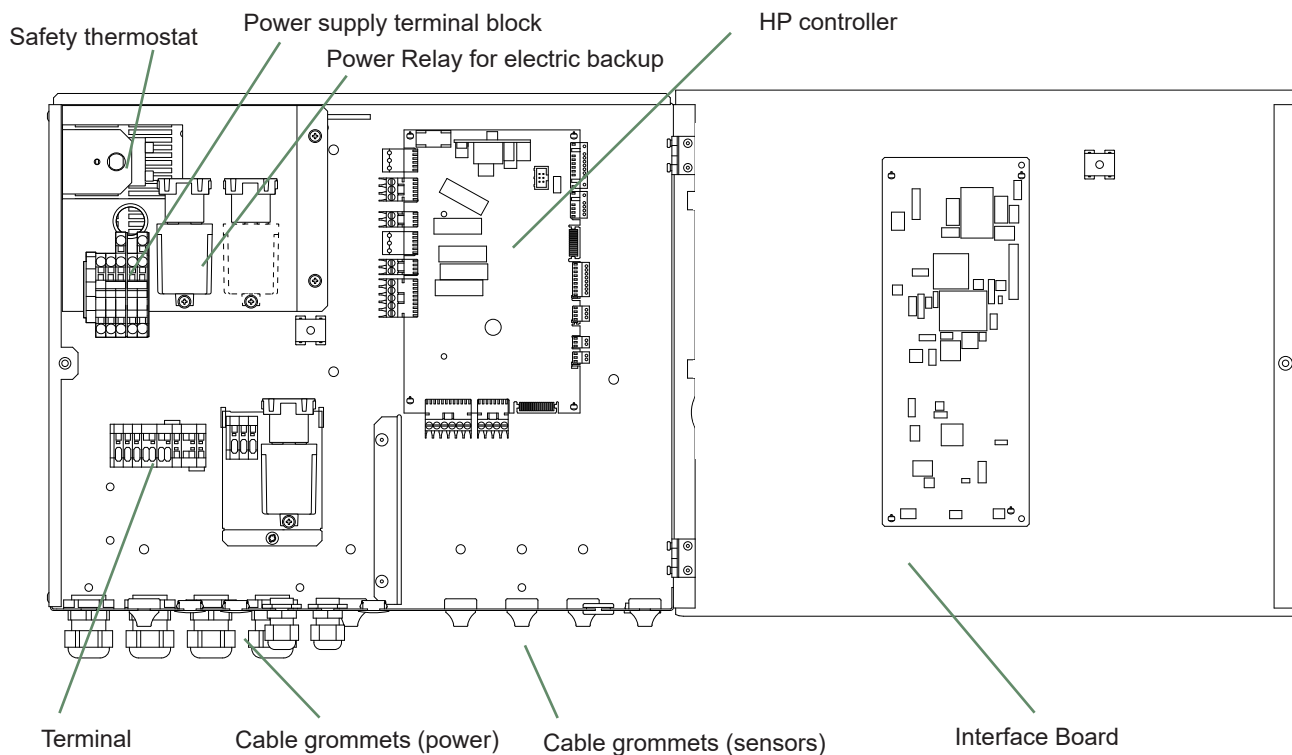 Safety thermostat
Power supply terminal block
HP controller
Power Relay for electric backup
Terminal
Cable grommets (power)
Cable grommets (sensors)
Interface Board